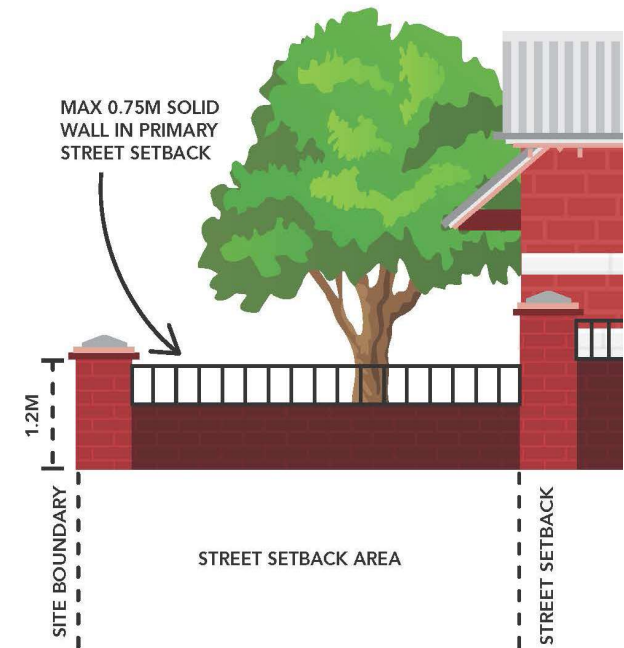 MAX 0.75M SOLID
WALL IN PRIMARY
STREET SETBACK
1.2M
SITE BOUNDARY
STREET SETBACK AREA
STREET SETBACK